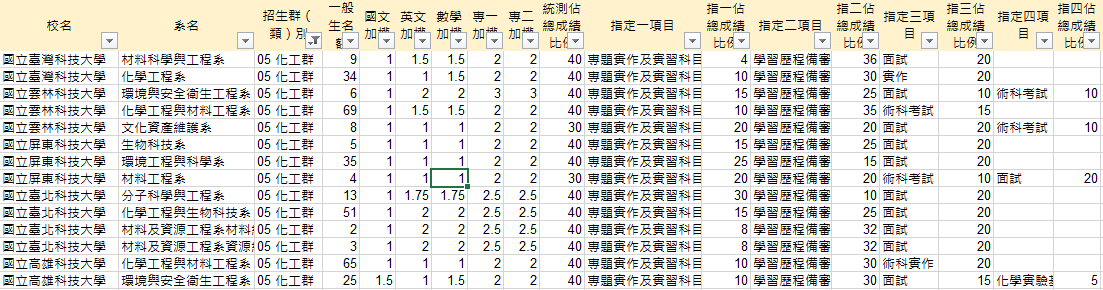 校名 系名 招生群(類)別 一般生名額 國文加權 英文加權 數學加權 專一加權 專二加權 統測佔總成績比例 指定一項目 指一佔總成績比例 指定二項目 指二佔總成績比例 指定三項目 指三佔總成績比例 指定四項目 指四佔總成績比例
國立臺灣科技大學 材料科學與工程系 05 化工群 9 1 1.5 1.5 2 2 40 專題實作及實習科目 4 學習歷程備審 36 面試 20
國立臺灣科技大學 化學工程系 05 化工群 34 1 1 1.5 2 2 40 專題實作及實習科目 10 學習歷程備審 30 實作 20
國立雲林科技大學 環境與安全衛生工程系 05 化工群 6 1 2 2 3 3 40 專題實作及實習科目 15 學習歷程備審 25 面試 10 術科考試 10
國立雲林科技大學 化學工程與材料工程系 05 化工群 69 1 1.5 1.5 2 2 40 專題實作及實習科目 10 學習歷程備審 35 術科考試 15
國立雲林科技大學 文化資產維護系 05 化工群 8 1 1 1 2 2 30 專題實作及實習科目 20 學習歷程備審 20 面試 20 術科考試 10
國立屏東科技大學 生物科技系 05 化工群 5 1 1 1 2 2 40 專題實作及實習科目 15 學習歷程備審 25 面試 20
國立屏東科技大學 環境工程與科學系 05 化工群 35 1 1 1 2 2 40 專題實作及實習科目 25 學習歷程備審 15 面試 20
國立屏東科技大學 材料工程系 05 化工群 4 1 1 1 2 2 30 專題實作及實習科目 20 學習歷程備審 20 術科考試 10 面試 20
國立臺北科技大學 分子科學與工程系 05 化工群 13 1 1.75 1.75 2.5 2.5 40 專題實作及實習科目 30 學習歷程備審 10 面試 20
國立臺北科技大學 化學工程與生物科技系 05 化工群 51 1 2 2 2.5 2.5 40 專題實作及實習科目 15 學習歷程備審 25 面試 20
國立臺北科技大學 材料及資源工程系材料 05 化工群 2 1 2 2 2.5 2.5 40 專題實作及實習科目 8 學習歷程備審 32 面試 20
國立臺北科技大學 材料及資源工程系資源 05 化工群 3 1 2 2 2.5 2.5 40 專題實作及實習科目 8 學習歷程備審 32 面試 20
國立高雄科技大學 化學工程與材料工程系 05 化工群 65 1 1 1 2 2 40 專題實作及實習科目 10 學習歷程備審 30 術科實作 20
國立高雄科技大學 環境與安全衛生工程系 05 化工群 25 1.5 1 1.5 2 2 40 專題實作及實習科目 10 學習歷程備審 30 面試 15 化學實驗 5